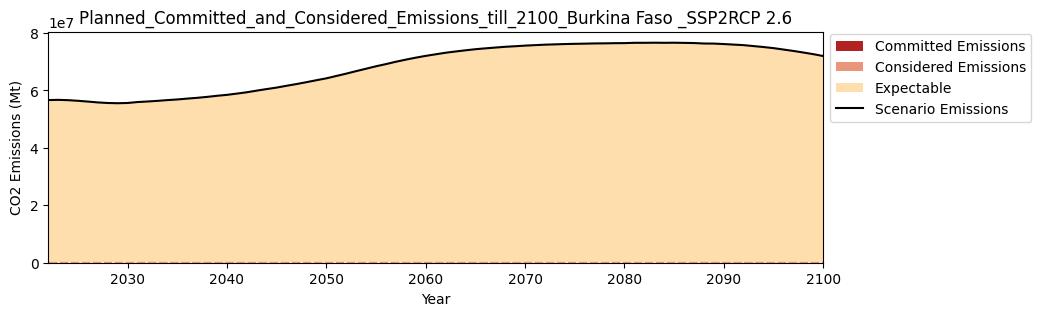 Planned_Committed_and_Considered_Emissions_till_2100_Burkina Faso _SSP2RCP 2.6
1e7
8
6
4
2
0
CO2 Emissions (Mt)
2030 2040 2050 2060 2070 2080 2090 2100
Year
Committed Emissions
Considered Emissions
Expectable
Scenario Emissions